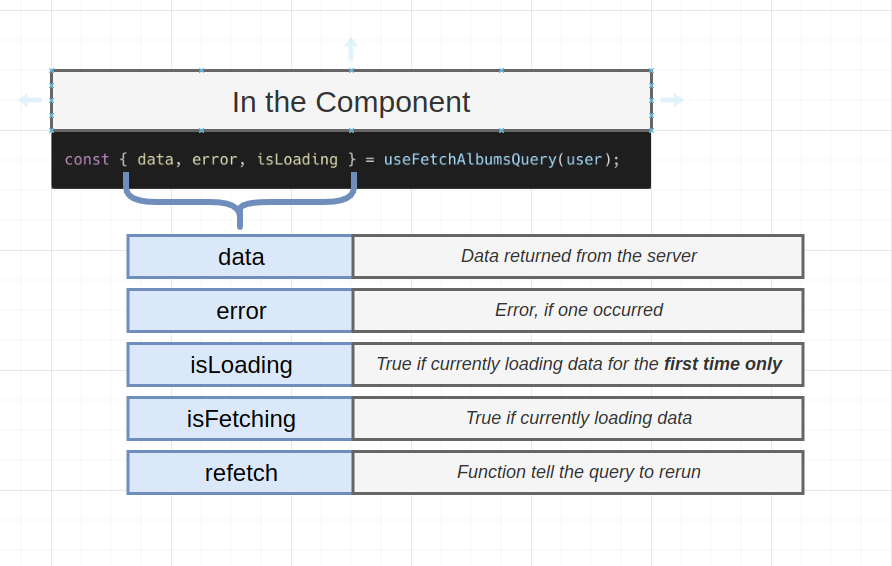 In the Component
const { data, error, isLoading } = useFetchAlbumsQuery(user);
data Data returned from the server
error Error, if one occurred
isLoading True if currently loading data for the first time only
isFetching True if currently loading data
refetch Function tell the query to rerun